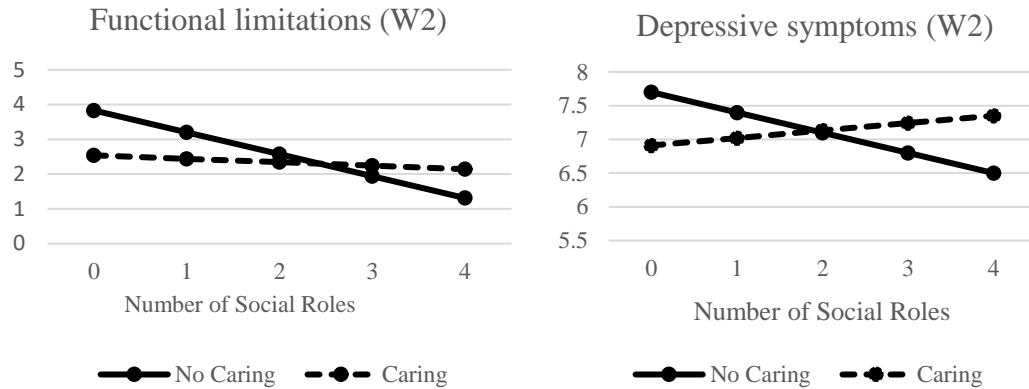 Functional limitations (W2)
5
4
3
2
1
0
0 1 2 3 4
Number of Social Roles
No Caring Caring
Depressive symptoms (W2)
8
7.5
7
6.5
6
5.5
0 1 2 3 4
Number of Social Roles
No Caring Caring